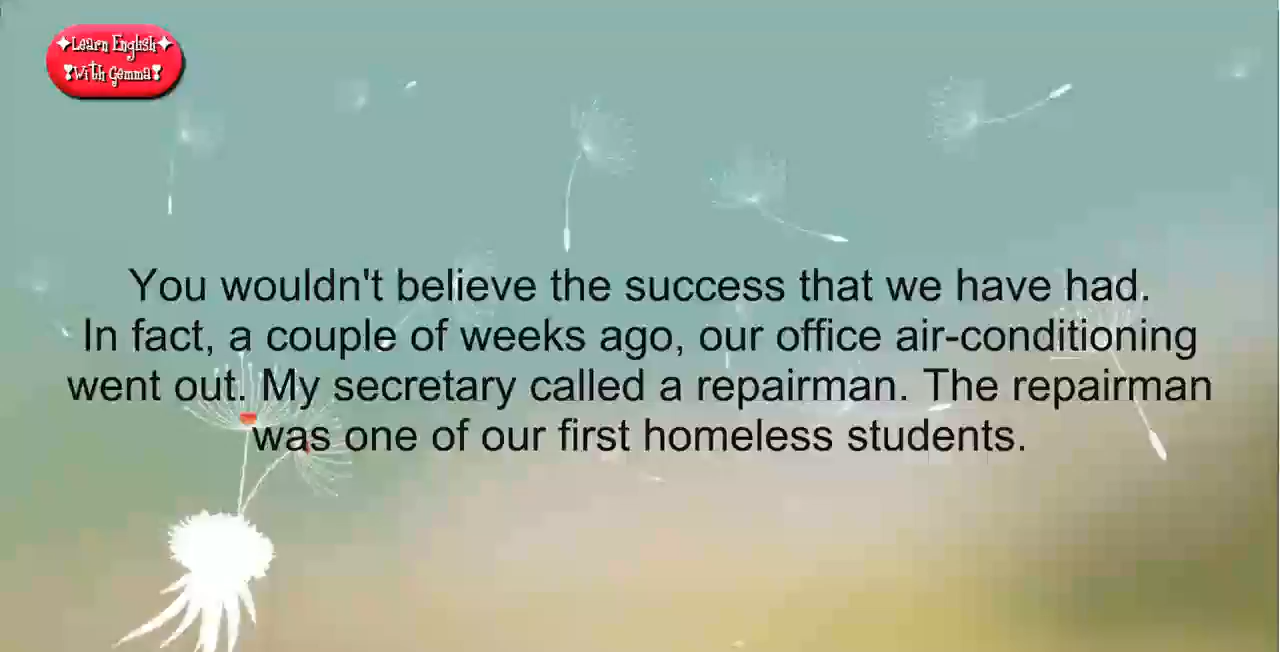 Learn English
With Gemma
You wouldn't believe the success that we have had.
In fact, a couple of weeks ago, our office air-conditioning
went out. My secretary called a repairman. The repairman
was one of our first homeless students.